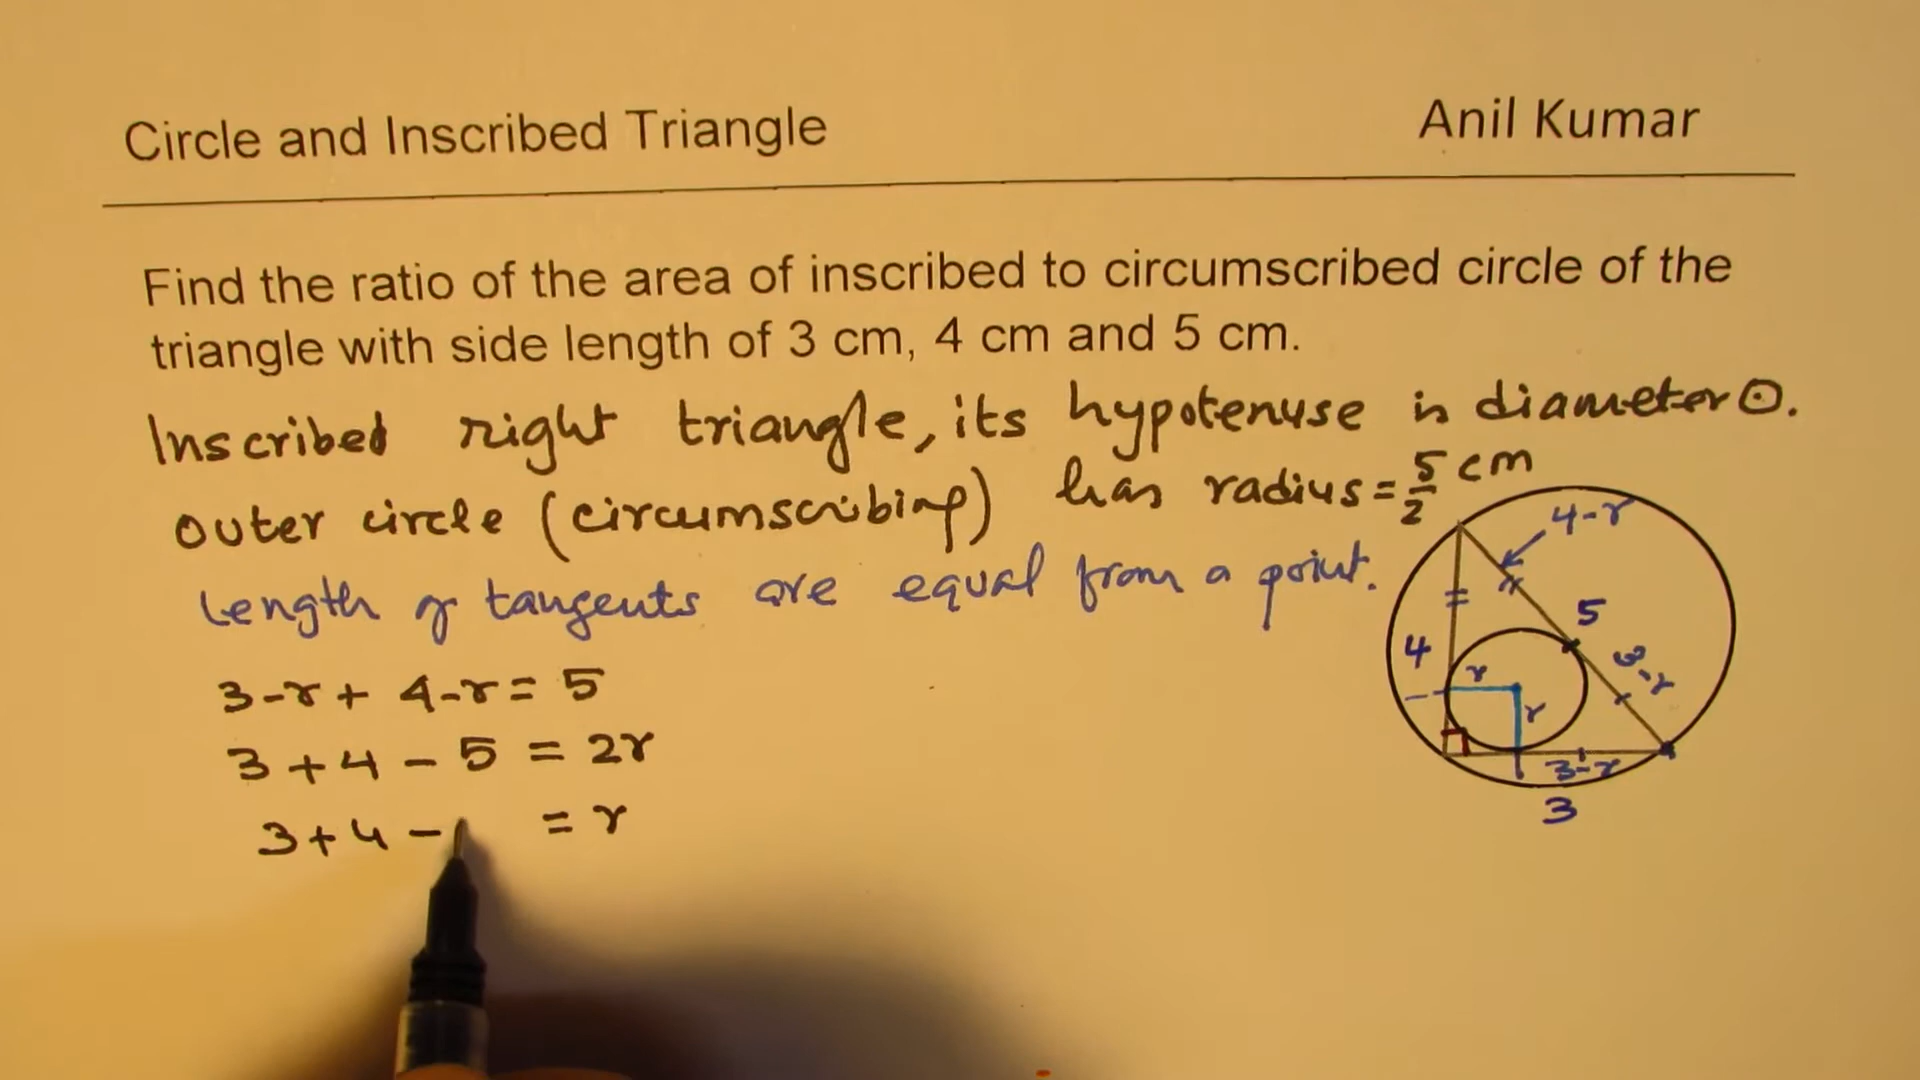 Circle and Inscribed Triangle
Anil Kumar
Find the ratio of the area of inscribed to circumscribed circle of the
triangle with side length of 3 cm, 4 cm and 5 cm.
Inscribed right triangle, its hypotenuse is diameter ⊙.
outer circle (circumscribing) has radius = 5/2 cm
length of tangents are equal from a point.
3-r + 4-r = 5
3 + 4 - 5 = 2r
3 + 4 - = r
4-r
5
4
3-r
r
r
3-r
3